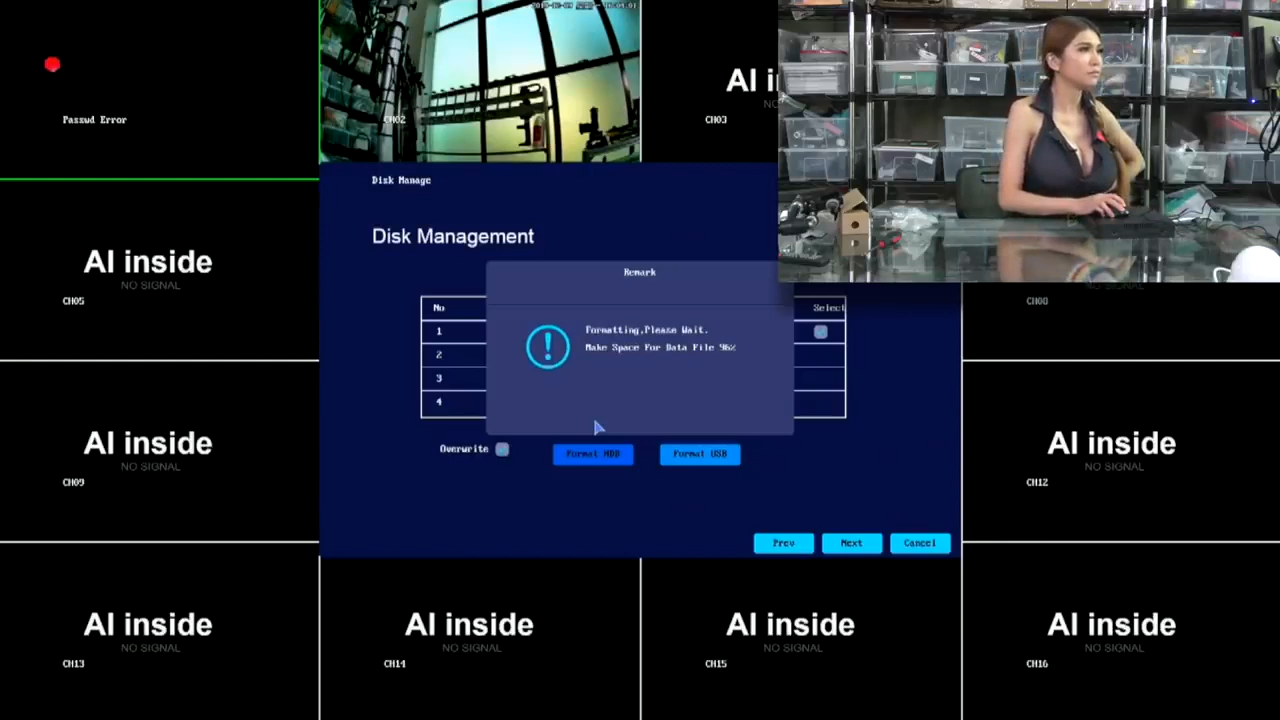 Passwd Error
CH02
AI i
NO
CH03
Disk Manage
Disk Management
Remark
No
Select
1
Formatting,Please Wait.
Make Space For Data File 96%
2
3
4
Overwrite
Format HDD
Format USB
Prev
Next
Cancel
AI inside
NO SIGNAL
CH05
NO SIGNAL
CH08
AI inside
NO SIGNAL
CH09
AI inside
NO SIGNAL
CH12
AI inside
NO SIGNAL
CH13
AI inside
NO SIGNAL
CH14
AI inside
NO SIGNAL
CH15
AI inside
NO SIGNAL
CH16